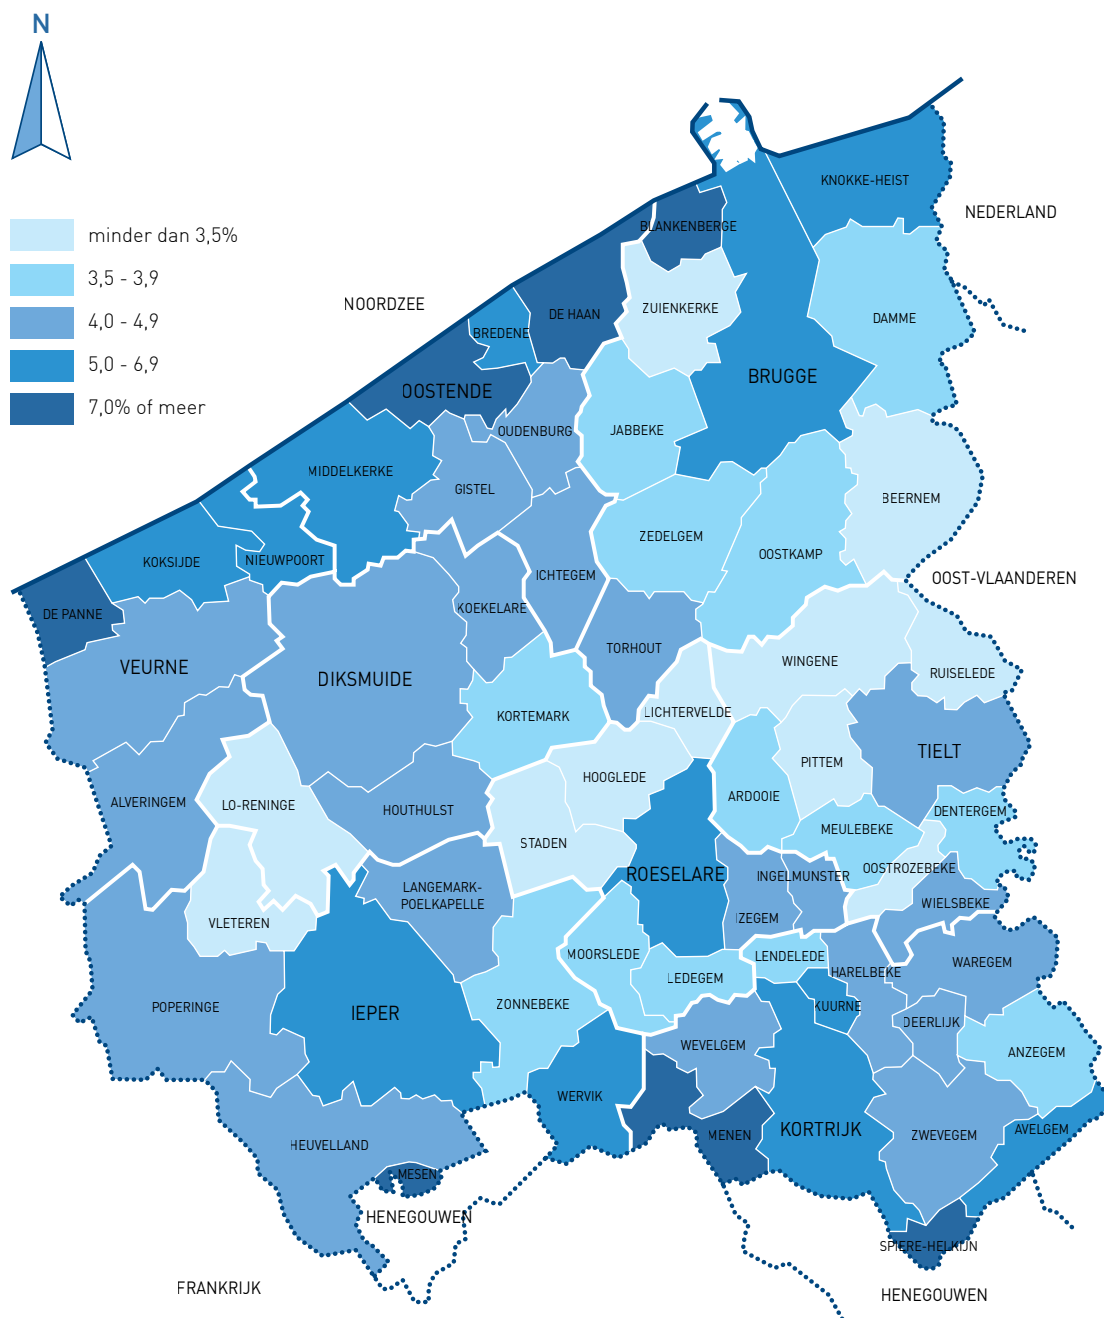 N
minder dan 3,5%
3,5 - 3,9
4,0 - 4,9
5,0 - 6,9
7,0% of meer
KNOKKE-HEIST
NEDERLAND
BLANKENBERGE
NOORDZEE
DE HAAN
ZUIENKERKE
DAMME
BREDENE
BRUGGE
OOSTENDE
OUDENBURG
JABBEKE
MIDDELKERKE
GISTEL
BEERNEM
ZEDELGEM
OOSTKAMP
KOKSIJDE
NIEUWPOORT
ICHTEGEM
OOST-VLAANDEREN
DE PANNE
KOEKELARE
TORHOUT
VEURNE
DIKSMUIDE
WINGENE
RUISELEDE
KORTEMARK
LICHTERVELDE
TIELT
PITTEM
HOOGLEDE
ARDOOIE
ALVERINGEM
LO-RENINGE
HOUTHULST
DENTERGEM
MEULEBEKE
STADEN
OOSTROZEBEKE
ROESELARE
INGELMUNSTER
LANGEMARK-
POELKAPELLE
WIELSBEKE
IZEGEM
VLETEREN
MOORSLEDE
LENDELEDE
WAREGEM
HARELBEKE
LEDEGEM
POPERINGE
IEPER
ZONNEBEKE
KUURNE
DEERLIJK
WEVELGEM
ANZEGEM
WERVIK
MENEN
KORTRIJK
ZWEVEGEM
AVELGEM
HEUVELLAND
MESEN
HENEGOUWEN
SPIERE-HELKIJN
FRANKRIJK
HENEGOUWEN